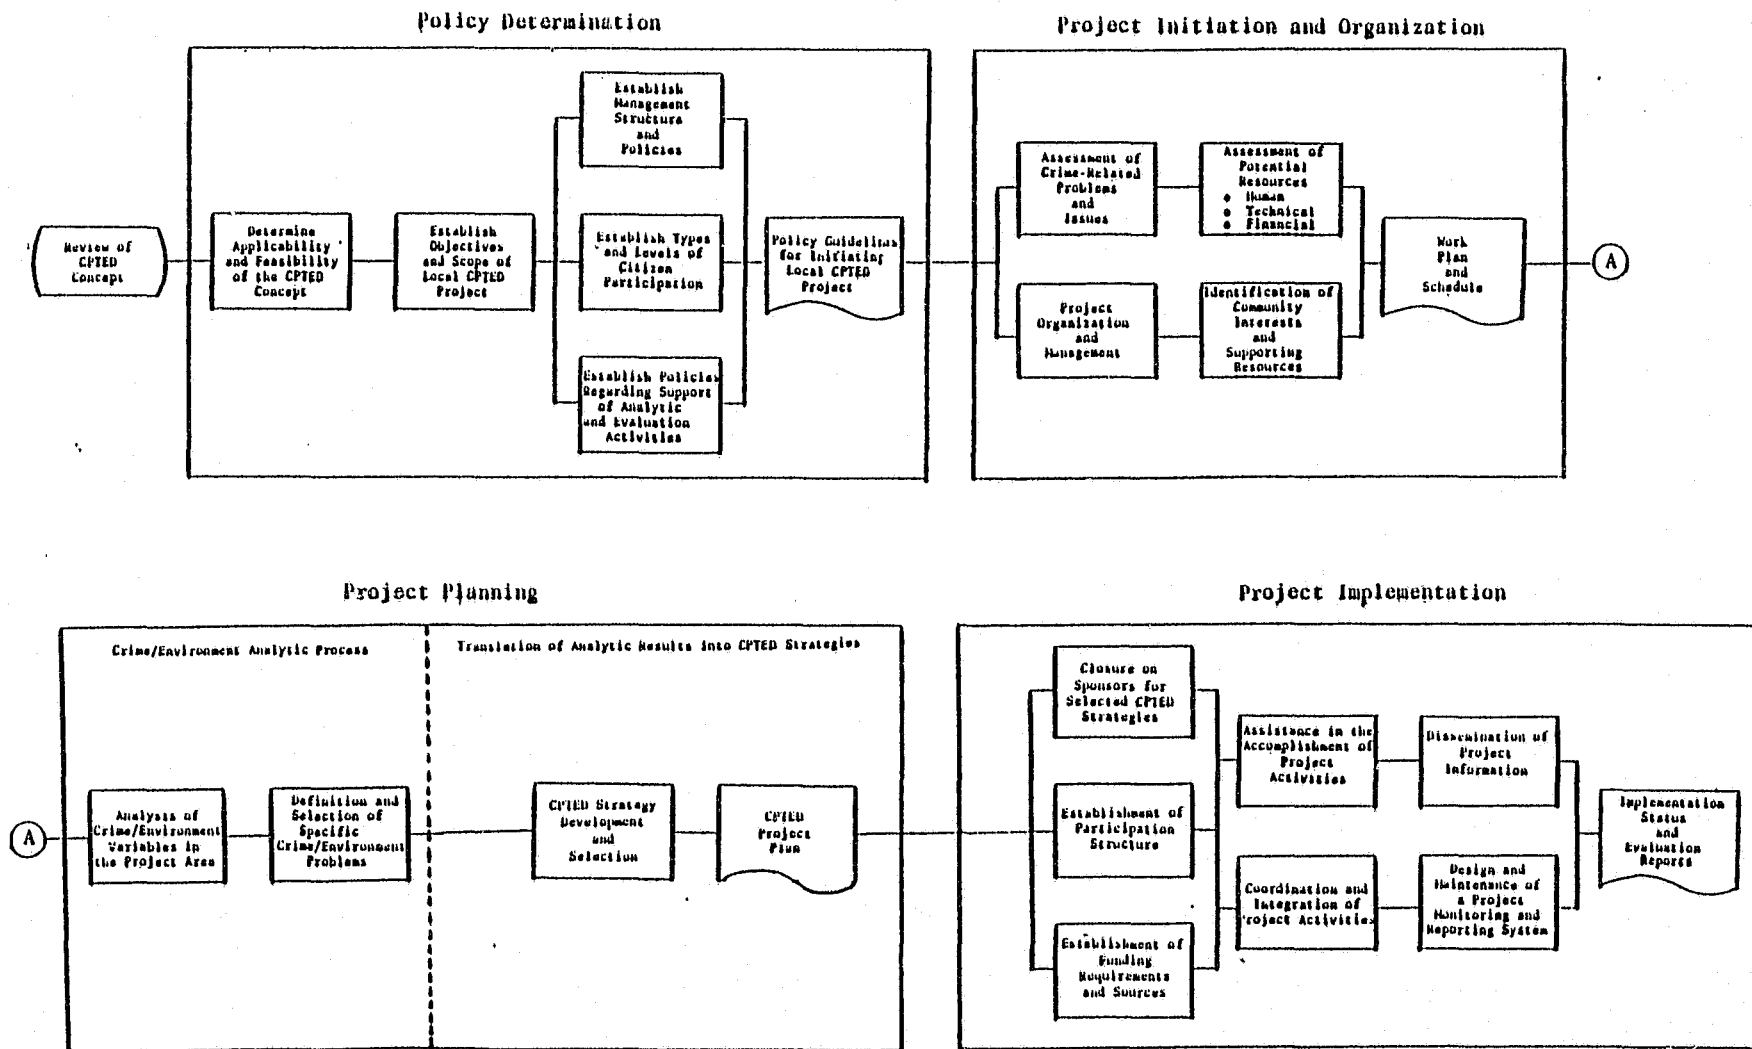 Policy Determination
Project Initiation and Organization
Review of
CPTED
Concept
Determine
Applicability
and Feasibility
of the CPTED
Concept
Establish
Objectives
and Scope of
Local CPTED
Project
Establish
Management
Structure
and
Policies
Establish Types
and Levels of
Citizen
Participation
Establish Policies
Regarding Support
of Analytic
and Evaluation
Activities
Policy Guidelines
for Initiating
Local CPTED
Project
Assessment of
Crime-Related
Problems
and
Issues
Assessment of
Potential
Resources
• Human
• Technical
• Financial
Project
Organization
and
Management
Identification of
Community
Interests
and
Supporting
Resources
Work
Plan
and
Schedule
A
Project Planning
Project Implementation
Crime/Environment Analytic Process
Translation of Analytic Results into CPTED Strategies
A
Analysis of
Crime/Environment
Variables in
the Project Area
Definition and
Selection of
Specific
Crime/Environment
Problems
CPTED Strategy
Development
and
Selection
CPTED
Project
Plan
Closure on
Sponsors for
Selected CPTED
Strategies
Establishment of
Participation
Structure
Establishment of
Funding
Requirements
and Sources
Assistance in the
Accomplishment of
Project
Activities
Coordination and
Integration of
Project Activities
Dissemination of
Project
Information
Design and
Maintenance of
a Project
Monitoring and
Reporting System
Implementation
Status
and
Evaluation
Reports